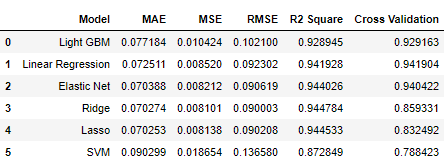 Model MAE MSE RMSE R2 Square Cross Validation
0 Light GBM 0.077184 0.010424 0.102100 0.928945 0.929163
1 Linear Regression 0.072511 0.008520 0.092302 0.941928 0.941904
2 Elastic Net 0.070388 0.008212 0.090619 0.944026 0.940422
3 Ridge 0.070274 0.008101 0.090003 0.944784 0.859331
4 Lasso 0.070253 0.008138 0.090208 0.944533 0.832492
5 SVM 0.090299 0.018654 0.136580 0.872849 0.788423